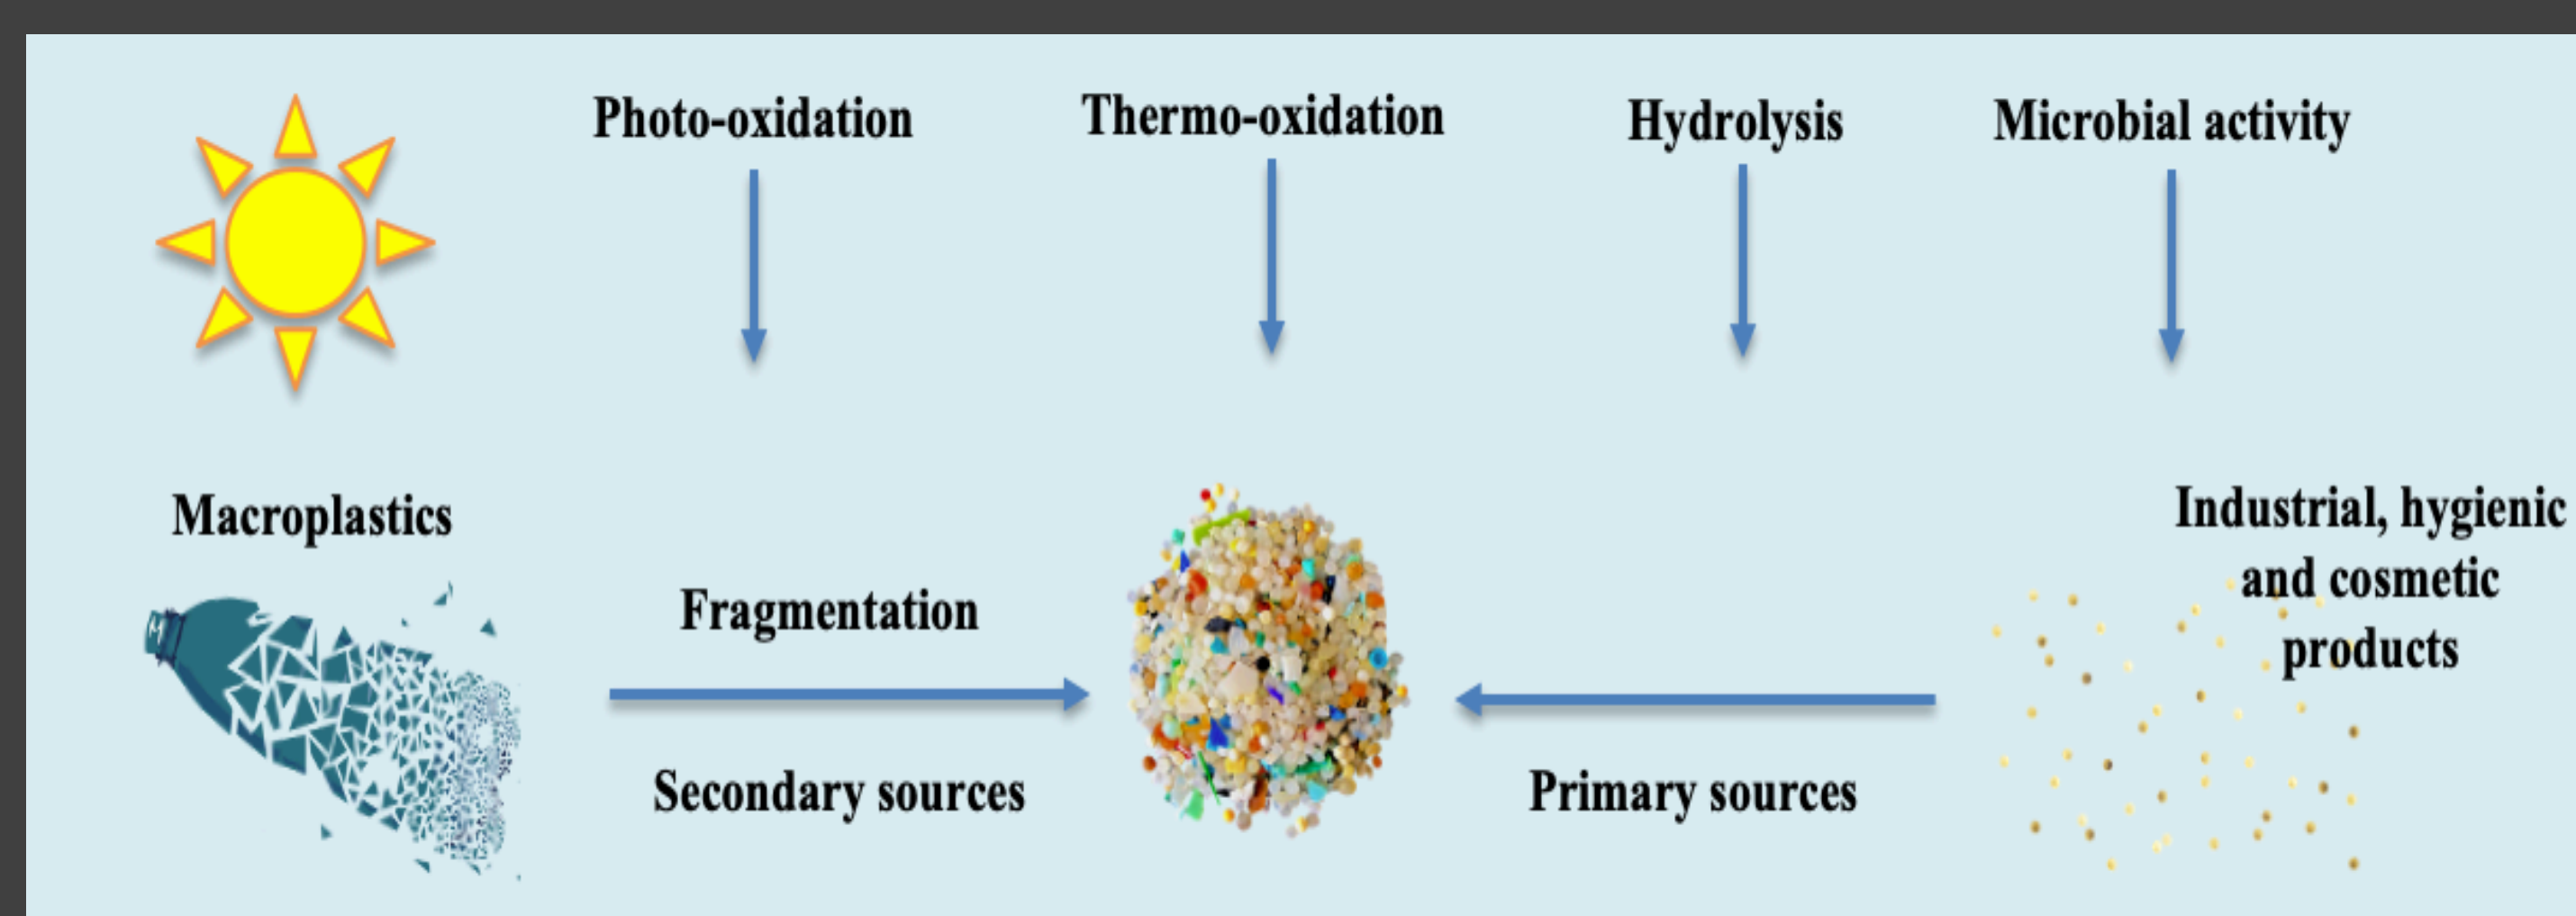 Photo-oxidation
Thermo-oxidation
Hydrolysis
Microbial activity
Macroplastics
Fragmentation
Secondary sources
Primary sources
Industrial, hygienic
and cosmetic
products